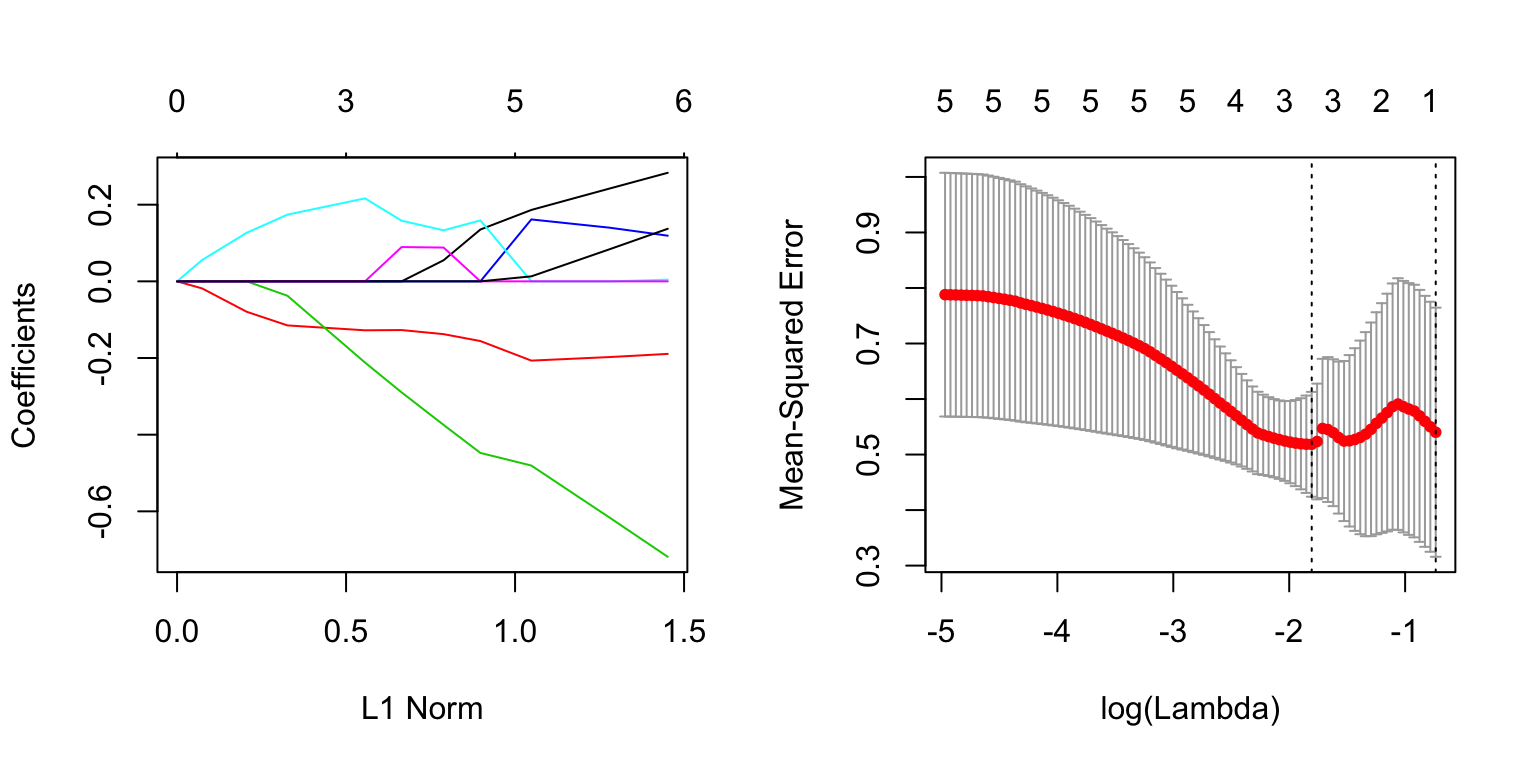 0 3 5 6
Coefficients
0.2
0.0
-0.2
-0.6
0.0 0.5 1.0 1.5
L1 Norm
5 5 5 5 5 5 4 3 3 2 1
Mean-Squared Error
0.9
0.7
0.5
0.3
-5 -4 -3 -2 -1
log(Lambda)